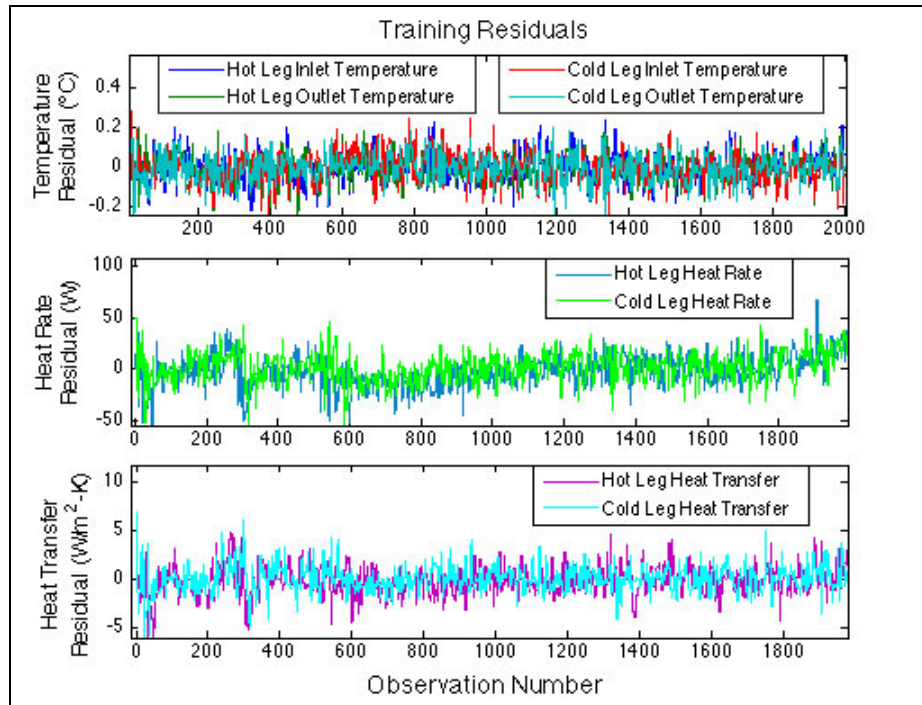 Training Residuals
Temperature
Residual (°C)
0.4
0.2
0
-0.2
Hot Leg Inlet Temperature
Hot Leg Outlet Temperature
Cold Leg Inlet Temperature
Cold Leg Outlet Temperature
200 400 600 800 1000 1200 1400 1600 1800 2000
Heat Rate
Residual (W)
100
50
0
-50
Hot Leg Heat Rate
Cold Leg Heat Rate
0 200 400 600 800 1000 1200 1400 1600 1800
Heat Transfer
Residual (W/m²-K)
10
5
0
-5
Hot Leg Heat Transfer
Cold Leg Heat Transfer
0 200 400 600 800 1000 1200 1400 1600 1800
Observation Number